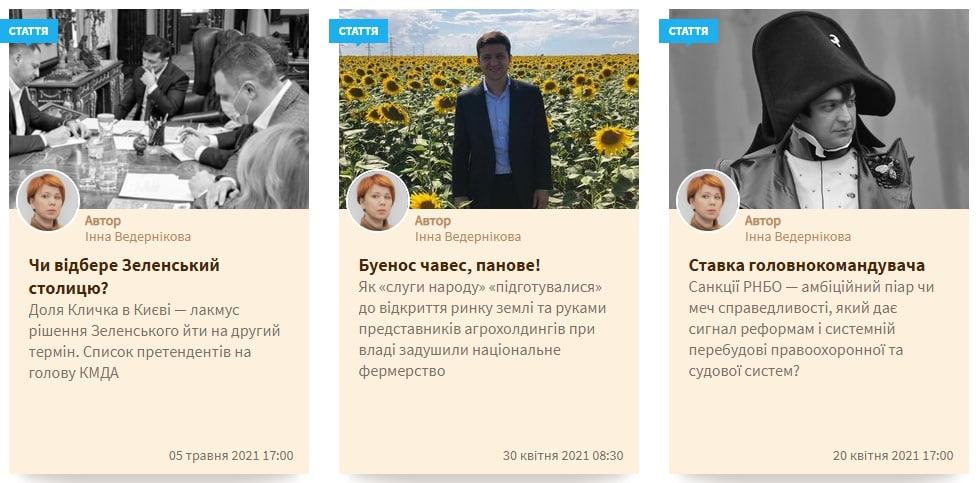 СТАТТЯ
Автор
Інна Ведернікова
Чи відбере Зеленський
столицю?
Доля Кличка в Києві — лакмус
рішення Зеленського йти на другий
термін. Список претендентів на
голову КМДА
05 травня 2021 17:00
СТАТТЯ
Автор
Інна Ведернікова
Буенос чавес, панове!
Як «слуги народу» «підготувалися»
до відкриття ринку землі та руками
представників агрохолдингів при
владі задушили національне
фермерство
30 квітня 2021 08:30
СТАТТЯ
Автор
Інна Ведернікова
Ставка головнокомандувача
Санкції РНБО — амбіційний піар чи
меч справедливості, який дає
сигнал реформам і системній
перебудові правоохоронної та
судової систем?
20 квітня 2021 17:00